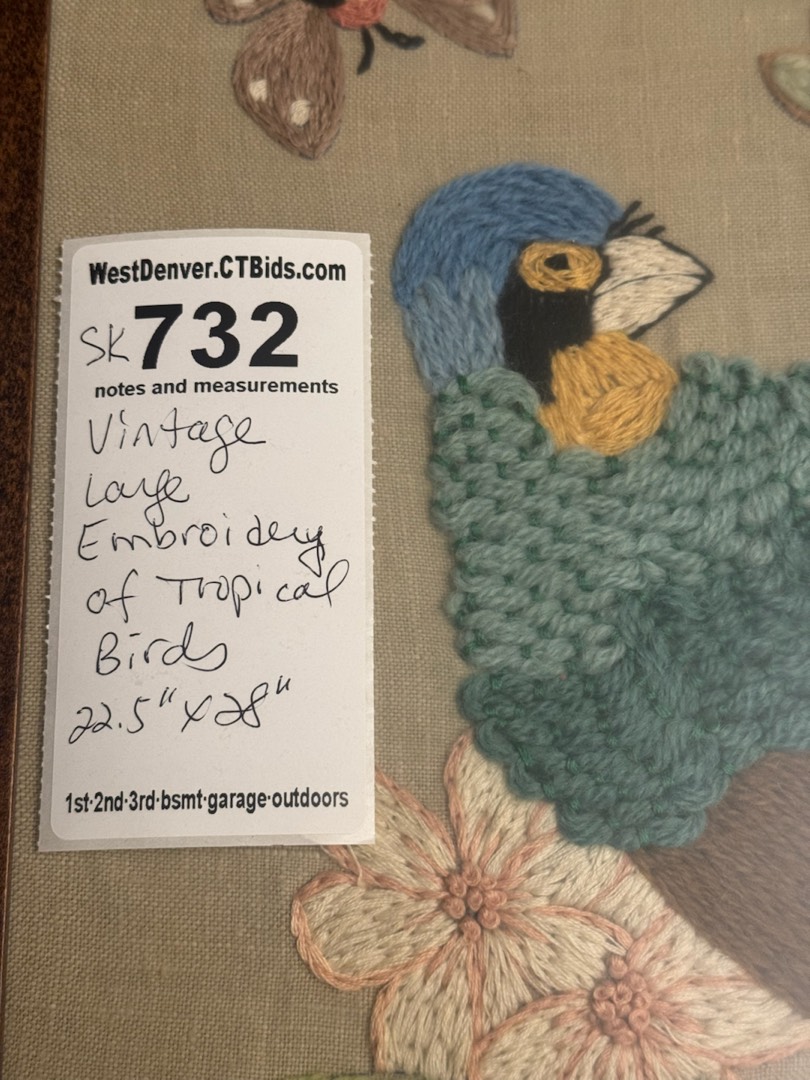 WestDenver.CTBids.com
SK 732
notes and measurements
Vintage
Large
Embroidery
of Tropical
Birds
22.5" X 28"
1st·2nd·3rd·bsmt·garage·outdoors